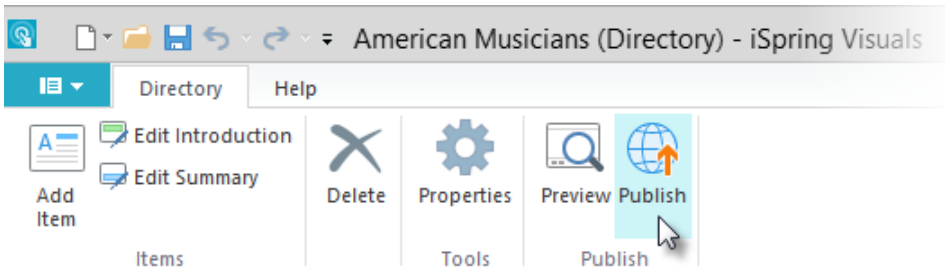 American Musicians (Directory) - iSpring Visuals
Directory Help
A
Add
Item
Edit Introduction
Edit Summary
Delete
Properties
Preview
Publish
Items
Tools
Publish